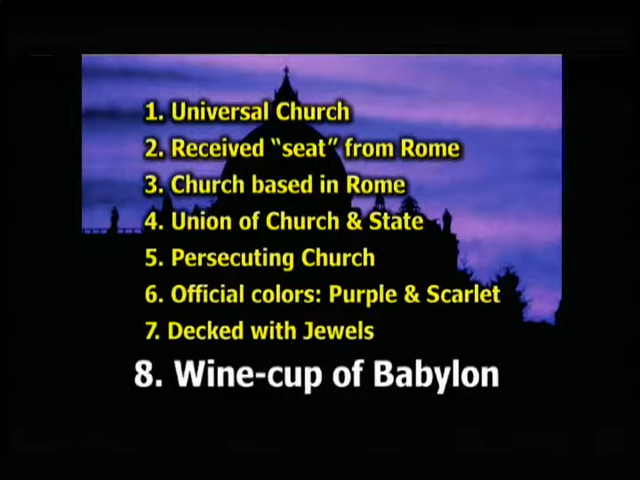 1. Universal Church
2. Received “seat” from Rome
3. Church based in Rome
4. Union of Church & State
5. Persecuting Church
6. Official colors: Purple & Scarlet
7. Decked with Jewels
8. Wine-cup of Babylon